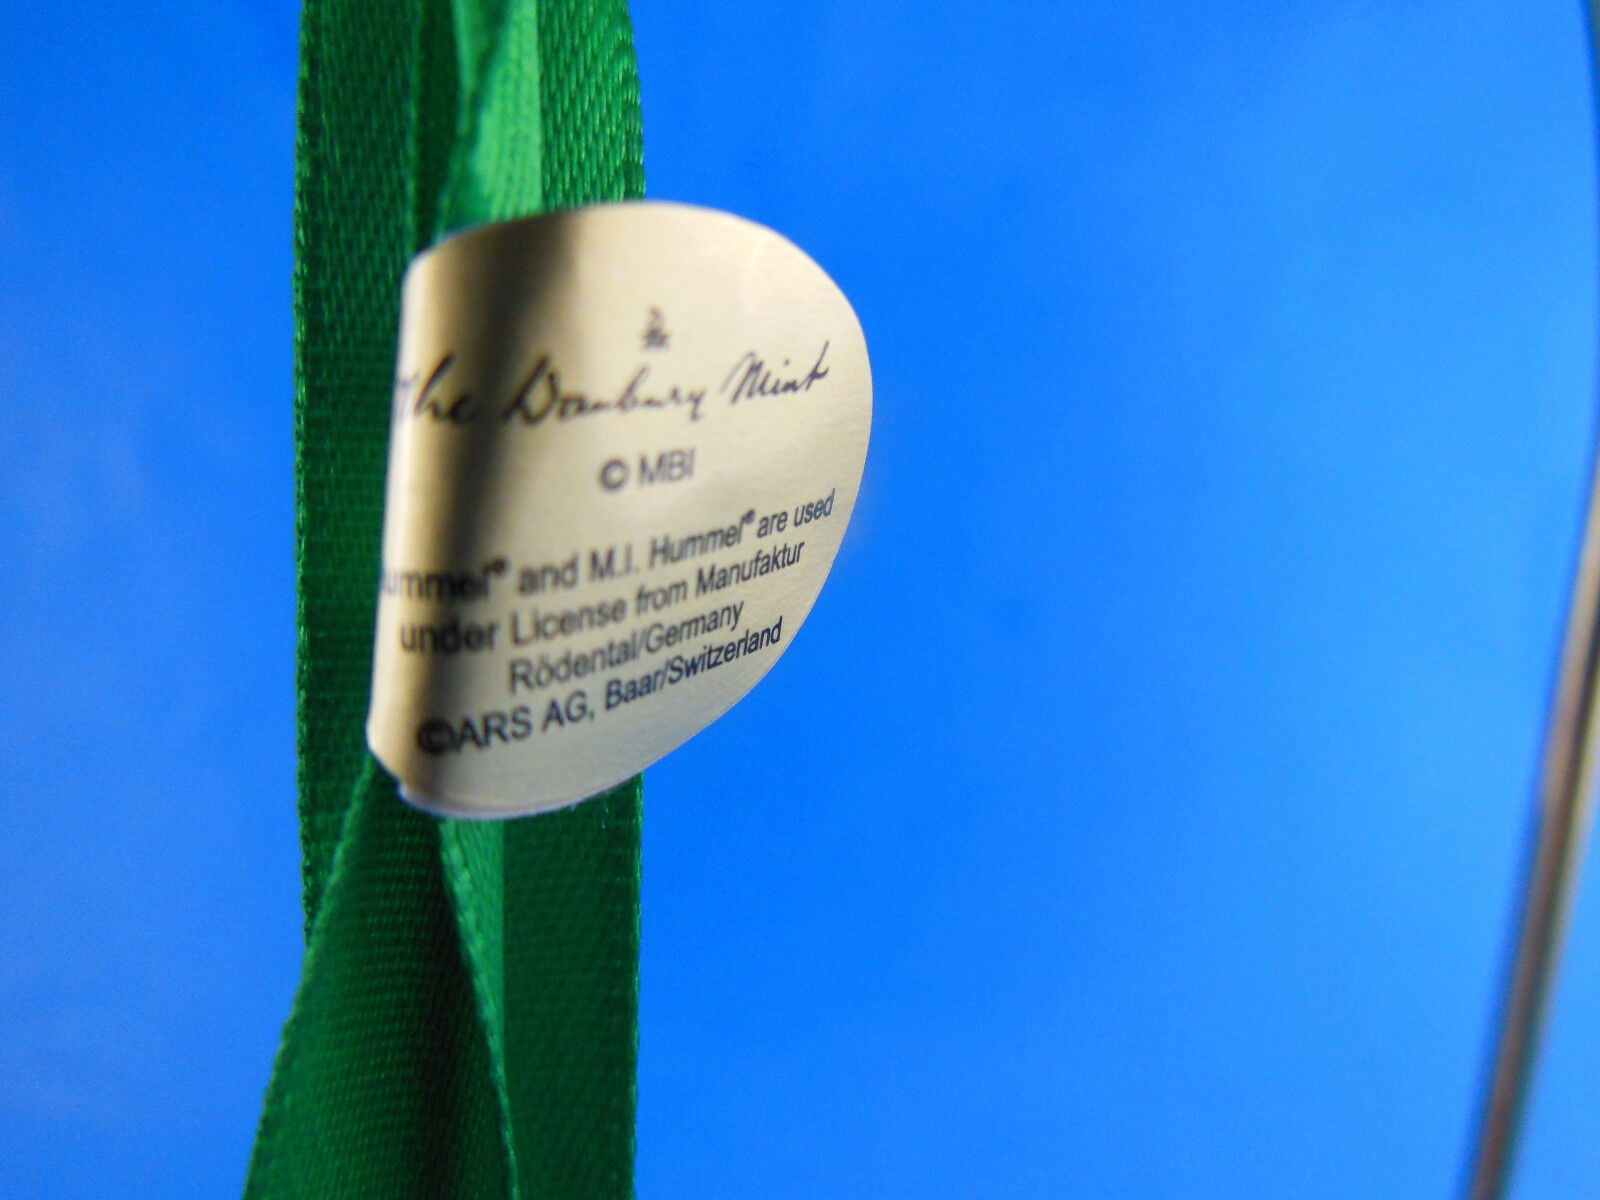 The Danbury Mint
© MBI
ummel® and M.I. Hummel® are used
under License from Manufaktur
Rödental/Germany
©ARS AG, Baar/Switzerland